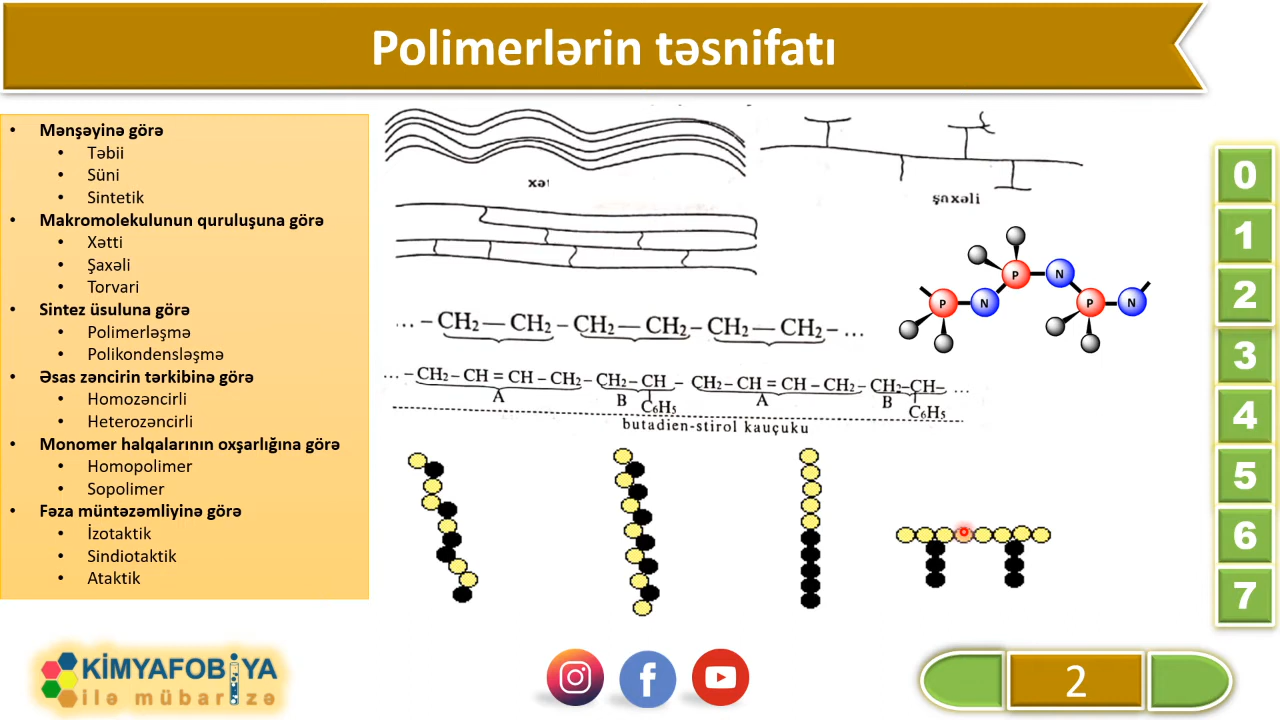 Polimerlərin təsnifatı
• Mənşəyinə görə
• Təbii
• Süni
• Sintetik
• Makromolekulunun quruluşuna görə
• Xətti
• Şaxəli
• Torvari
• Sintez üsuluna görə
• Polimerləşmə
• Polikondensləşmə
• Əsas zəncirin tərkibinə görə
• Homozəncirli
• Heterozəncirli
• Monomer halqalarının oxşarlığına görə
• Homopolimer
• Sopolimer
• Fəza müntəzəmliyinə görə
• İzotaktik
• Sindiotaktik
• Ataktik
şaxəli
P N P N P N
... – CH₂ — CH₂ – CH₂ — CH₂ – CH₂ — CH₂ – ...
... – CH₂ – CH = CH – CH₂ – CH₂ – CH – CH₂ – CH = CH – CH₂ – CH₂–CH– ...
A B C₆H₅ A B C₆H₅
butadien-stirol kauçuku
0
1
2
3
4
5
6
7
KİMYAFOBİYA
ilə mübarizə
2